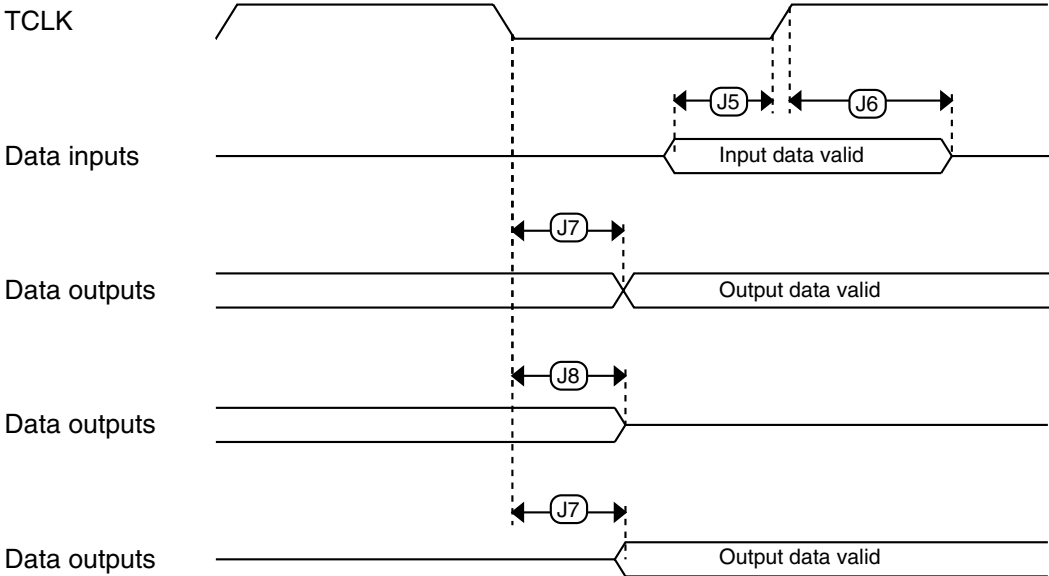 TCLK
J5
J6
Data inputs
Input data valid
J7
Data outputs
Output data valid
J8
Data outputs
J7
Data outputs
Output data valid